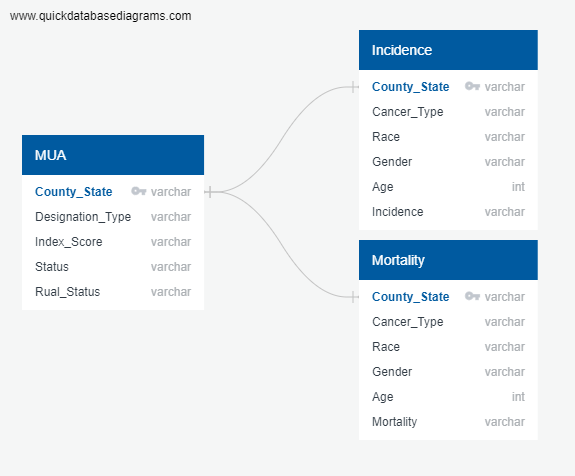 www.quickdatabasediagrams.com
MUA
County_State varchar
Designation_Type varchar
Index_Score varchar
Status varchar
Rual_Status varchar
Incidence
County_State varchar
Cancer_Type varchar
Race varchar
Gender varchar
Age int
Incidence varchar
Mortality
County_State varchar
Cancer_Type varchar
Race varchar
Gender varchar
Age int
Mortality varchar